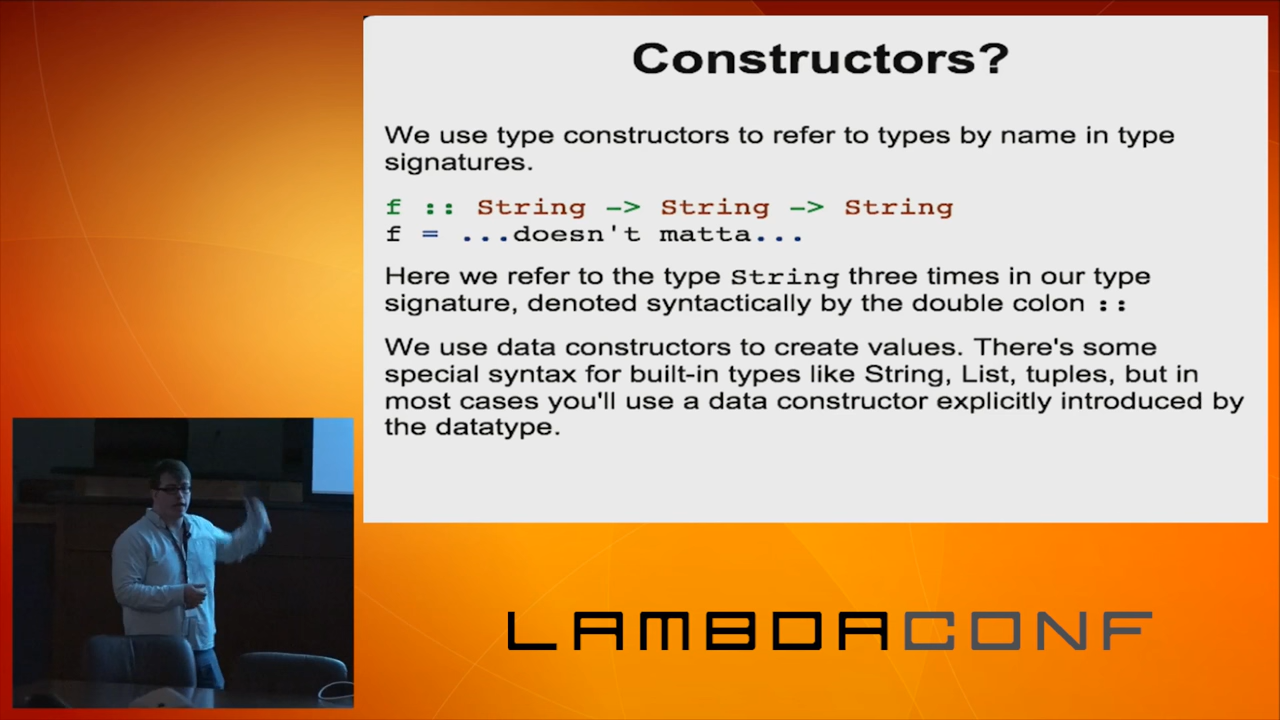 Constructors?
We use type constructors to refer to types by name in type
signatures.
f :: String -> String -> String
f = ...doesn't matta...
Here we refer to the type String three times in our type
signature, denoted syntactically by the double colon ::
We use data constructors to create values. There's some
special syntax for built-in types like String, List, tuples, but in
most cases you'll use a data constructor explicitly introduced by
the datatype.
LAMBDACONF